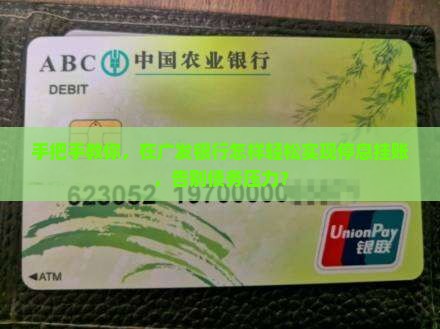 ABC 中国农业银行
DEBIT
手把手教你,在广发银行怎样轻松实现停息挂账
,告别债务压力!
623052 19700000
UnionPay
银联
◀ATM